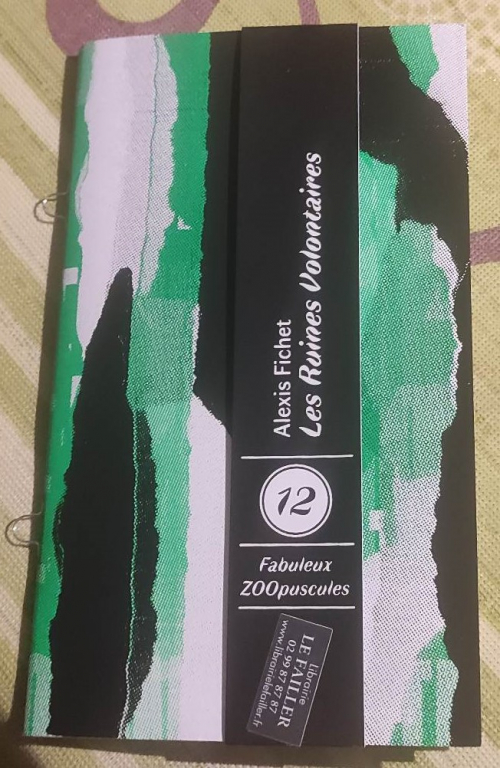 Alexis Fichet
Les Ruines Volontaires
12
Fabuleux
ZOOpuscules
Librairie
LE FAILLER
02 99 87 87 87
www.librairielefailler.fr